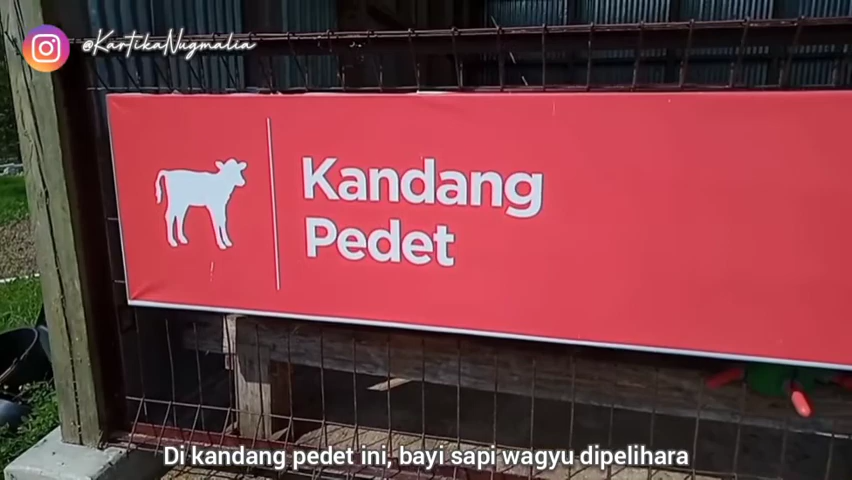 @KartikaNugmalia
Kandang
Pedet
Di kandang pedet ini, bayi sapi wagyu dipelihara